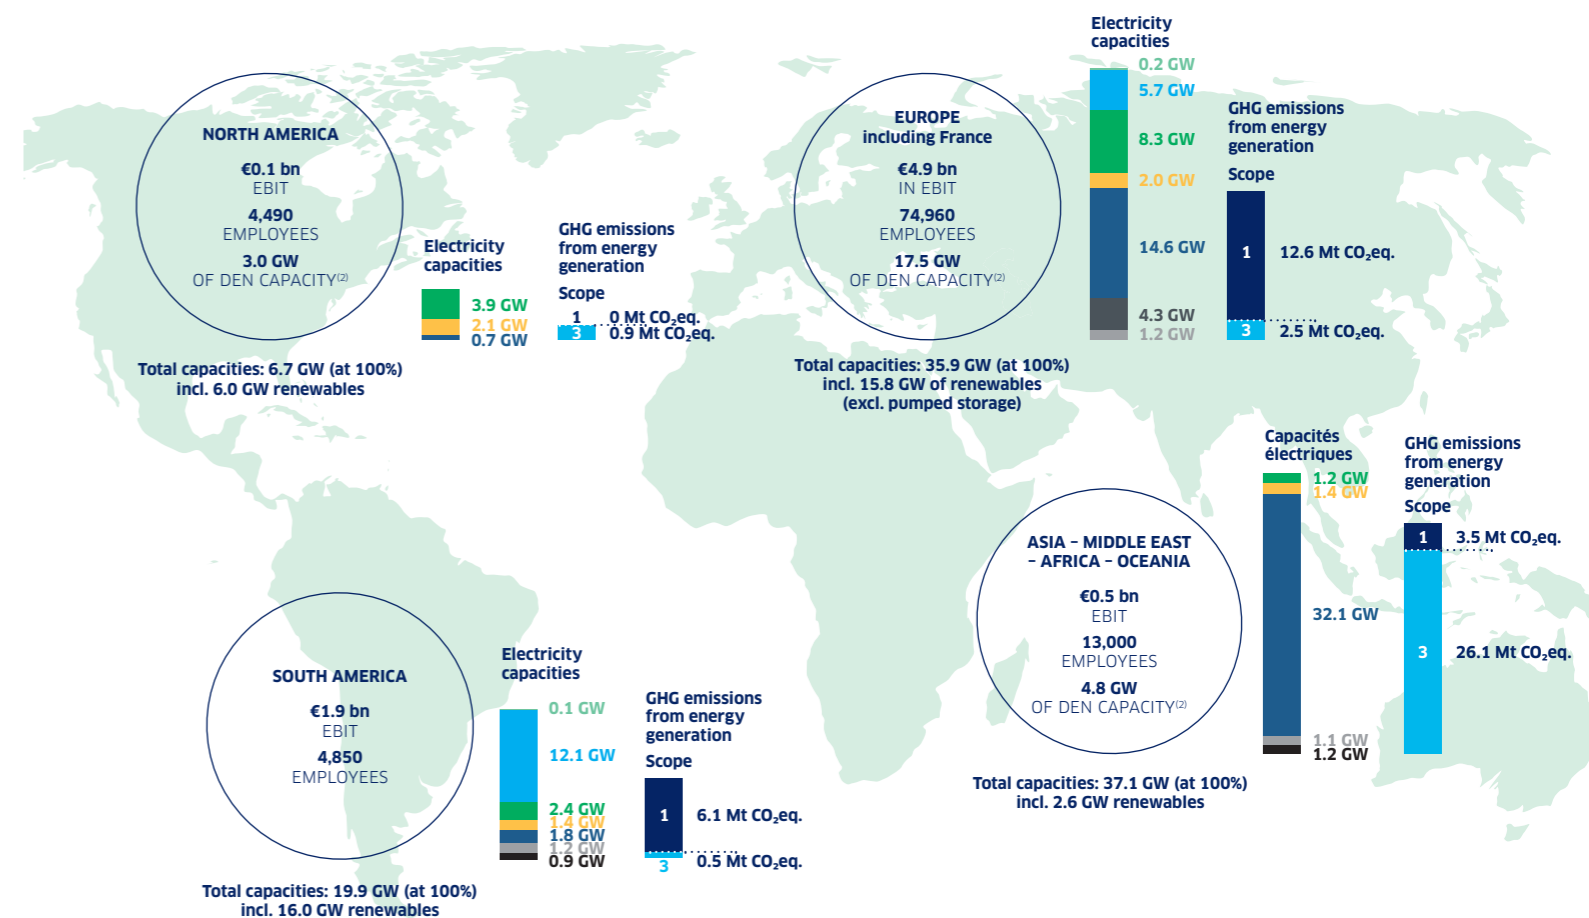 NORTH AMERICA
€0.1 bn
EBIT
4,490
EMPLOYEES
3.0 GW
OF DEN CAPACITY(2)
Total capacities: 6.7 GW (at 100%)
incl. 6.0 GW renewables
Electricity
capacities
3.9 GW
2.1 GW
0.7 GW
GHG emissions
from energy
generation
Scope
1 0 Mt CO₂eq.
3 0.9 Mt CO₂eq.
EUROPE
including France
€4.9 bn
IN EBIT
74,960
EMPLOYEES
17.5 GW
OF DEN CAPACITY(2)
Total capacities: 35.9 GW (at 100%)
incl. 15.8 GW of renewables
(excl. pumped storage)
Electricity
capacities
0.2 GW
5.7 GW
8.3 GW
2.0 GW
14.6 GW
4.3 GW
1.2 GW
GHG emissions
from energy
generation
Scope
1 12.6 Mt CO₂eq.
3 2.5 Mt CO₂eq.
SOUTH AMERICA
€1.9 bn
EBIT
4,850
EMPLOYEES
Total capacities: 19.9 GW (at 100%)
incl. 16.0 GW renewables
Electricity
capacities
0.1 GW
12.1 GW
2.4 GW
1.4 GW
1.8 GW
1.2 GW
0.9 GW
GHG emissions
from energy
generation
Scope
1 6.1 Mt CO₂eq.
3 0.5 Mt CO₂eq.
ASIA – MIDDLE EAST
– AFRICA – OCEANIA
€0.5 bn
EBIT
13,000
EMPLOYEES
4.8 GW
OF DEN CAPACITY(2)
Total capacities: 37.1 GW (at 100%)
incl. 2.6 GW renewables
Capacités
électriques
1.2 GW
1.4 GW
32.1 GW
1.1 GW
1.2 GW
GHG emissions
from energy
generation
Scope
1 3.5 Mt CO₂eq.
3 26.1 Mt CO₂eq.